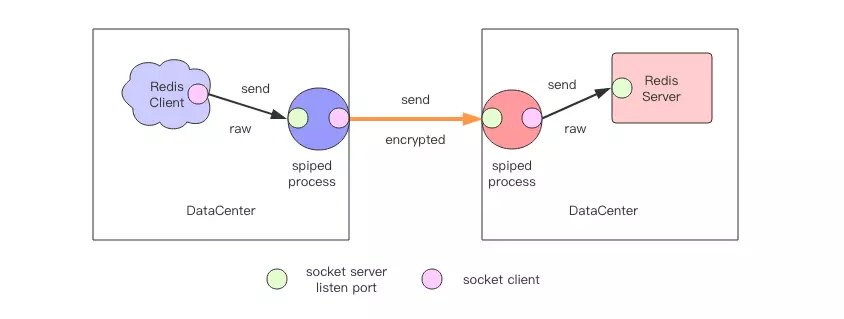 Redis
Client
send
raw
spiped
process
DataCenter
send
encrypted
spiped
process
send
raw
Redis
Server
DataCenter
socket server
listen port
socket client